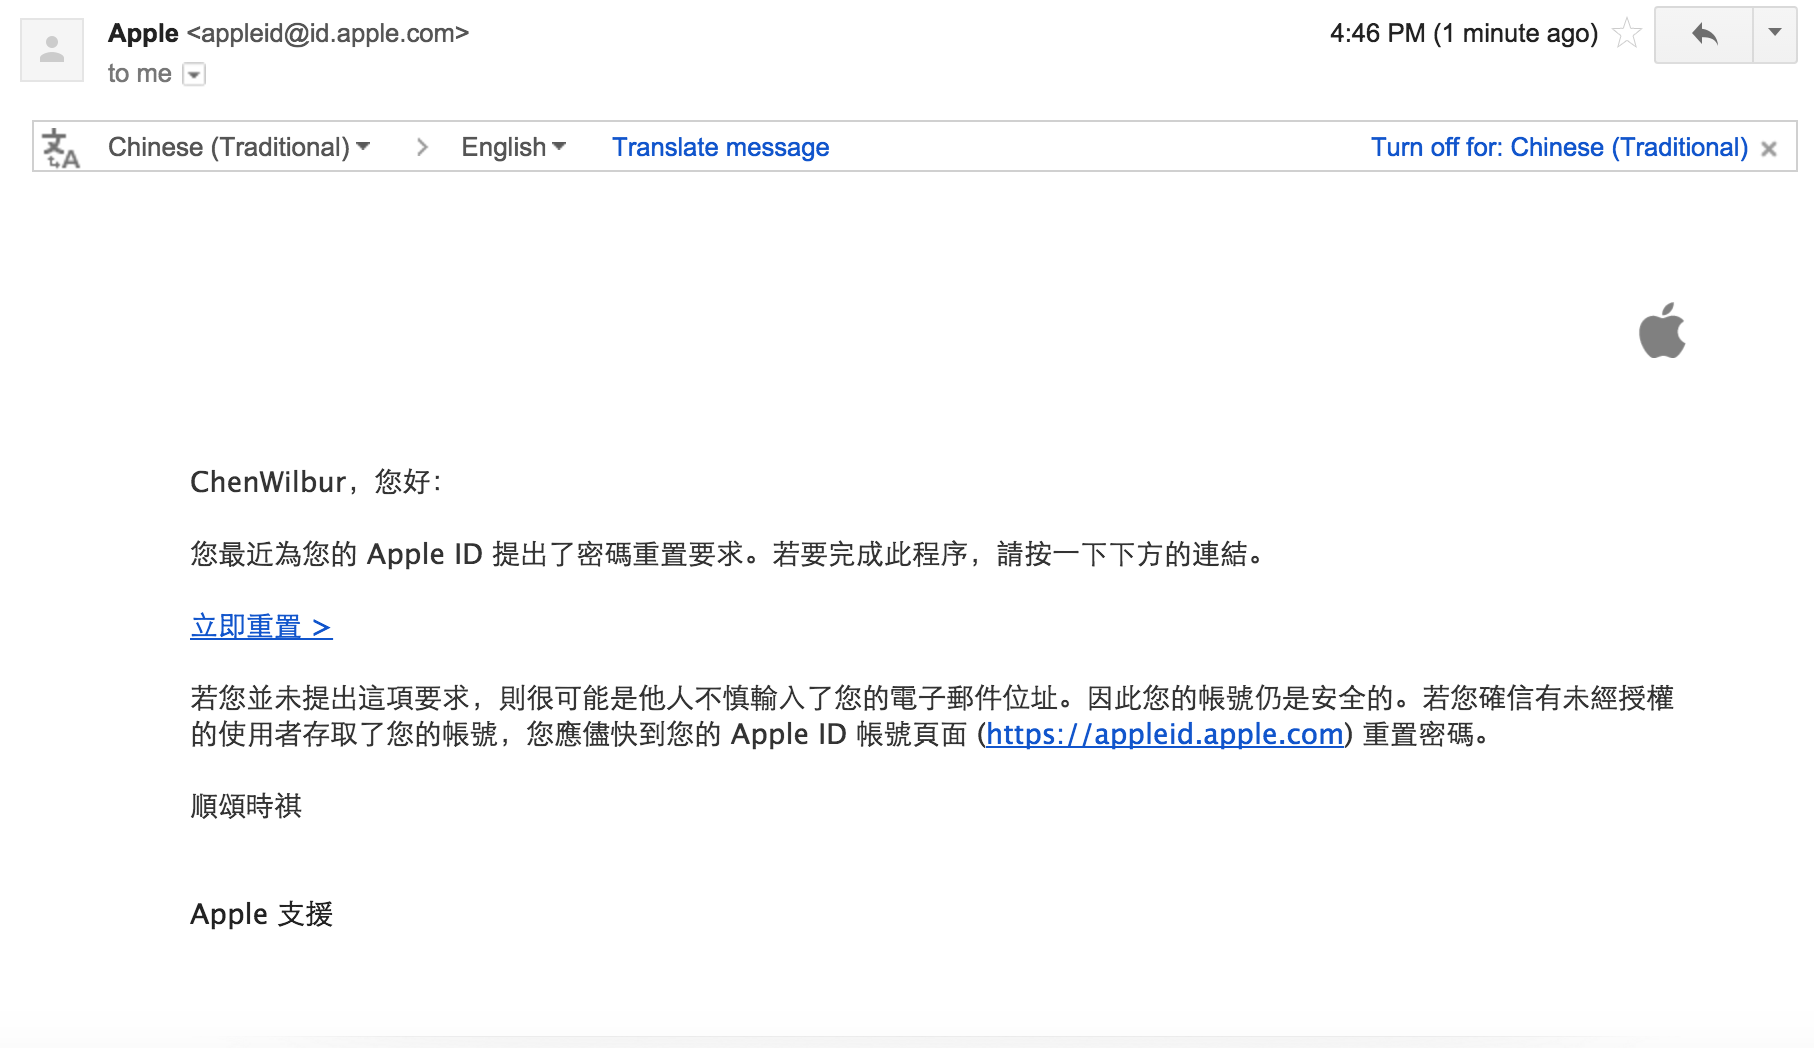 Apple <appleid@id.apple.com>
4:46 PM (1 minute ago)
to me
Chinese (Traditional) > English Translate message
Turn off for: Chinese (Traditional) ×
ChenWilbur，您好：
您最近為您的 Apple ID 提出了密碼重置要求。若要完成此程序，請按一下下方的連結。
立即重置 >
若您並未提出這項要求，則很可能是他人不慎輸入了您的電子郵件位址。因此您的帳號仍是安全的。若您確信有未經授權
的使用者存取了您的帳號，您應儘快到您的 Apple ID 帳號頁面 (https://appleid.apple.com) 重置密碼。
順頌時祺
Apple 支援